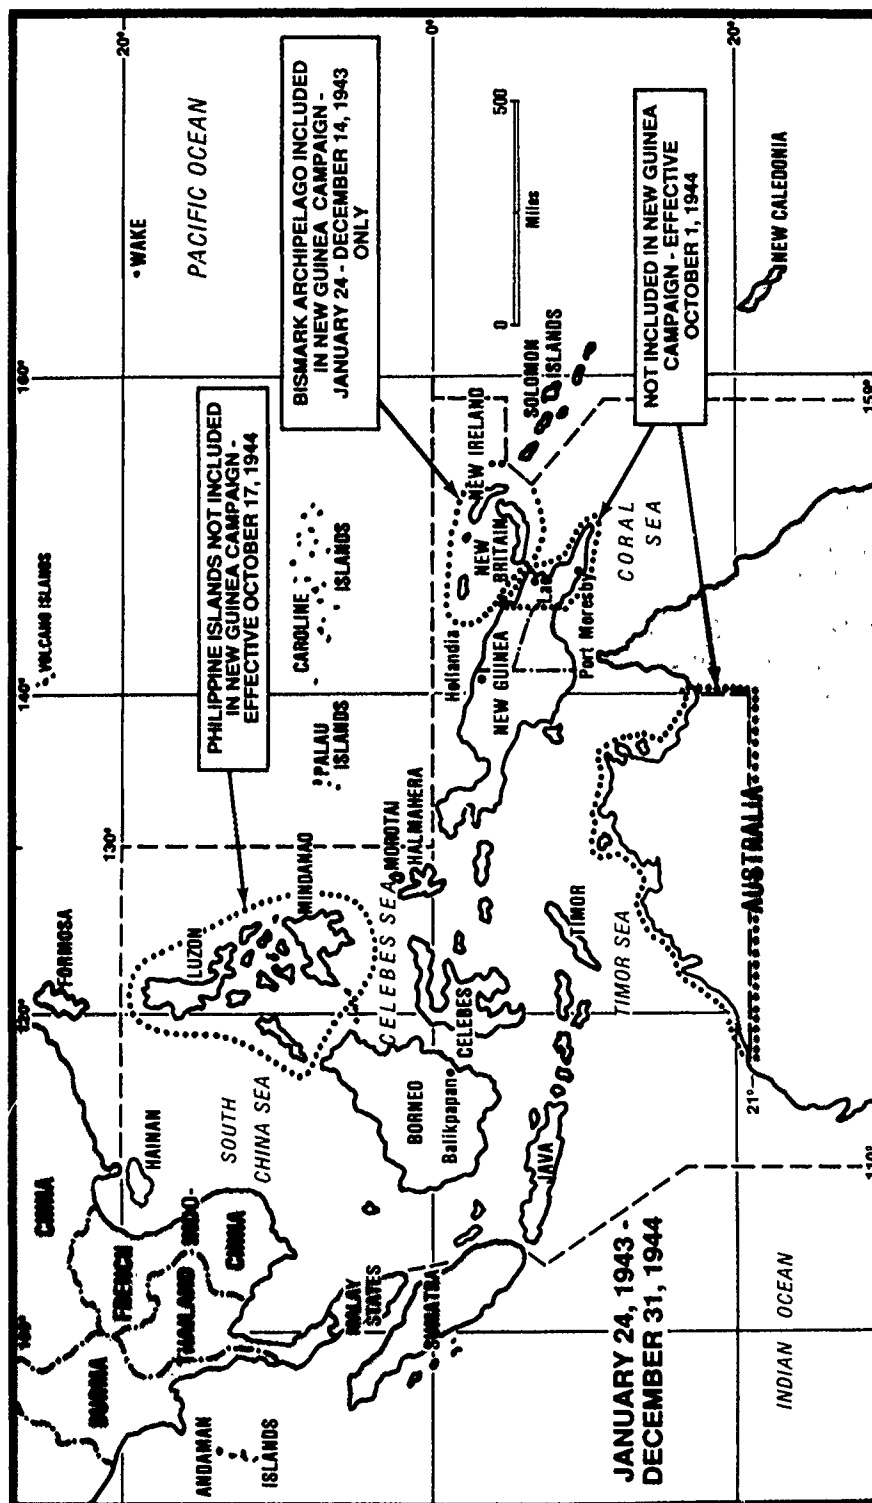 BURMA
CHINA
FRENCH
INDO-
CHINA
THAILAND
HAINAN
FORMOSA
VOLCANO ISLANDS
WAKE
PACIFIC OCEAN
ANDAMAN
ISLANDS
SOUTH
CHINA SEA
LUZON
MINDANAO
PHILIPPINE ISLANDS NOT INCLUDED
IN NEW GUINEA CAMPAIGN -
EFFECTIVE OCTOBER 17, 1944
BISMARK ARCHIPELAGO INCLUDED
IN NEW GUINEA CAMPAIGN -
JANUARY 24 - DECEMBER 14, 1943
ONLY
PALAU
ISLANDS
CAROLINE
ISLANDS
MALAY
STATES
SUMATRA
BORNEO
Balikpapan
CELEBES SEA
CELEBES
MOROTAI
HALMAHERA
Hollandia
NEW GUINEA
NEW
BRITAIN
NEW IRELAND
SOLOMON
ISLANDS
Lae
Port Moresby
0
500
Miles
JAVA
TIMOR
TIMOR SEA
CORAL
SEA
NOT INCLUDED IN NEW GUINEA
CAMPAIGN - EFFECTIVE
OCTOBER 1, 1944
NEW CALEDONIA
AUSTRALIA
JANUARY 24, 1943 -
DECEMBER 31, 1944
INDIAN OCEAN
120°
130°
140°
160°
20°
0°
20°
21°
110°
159°